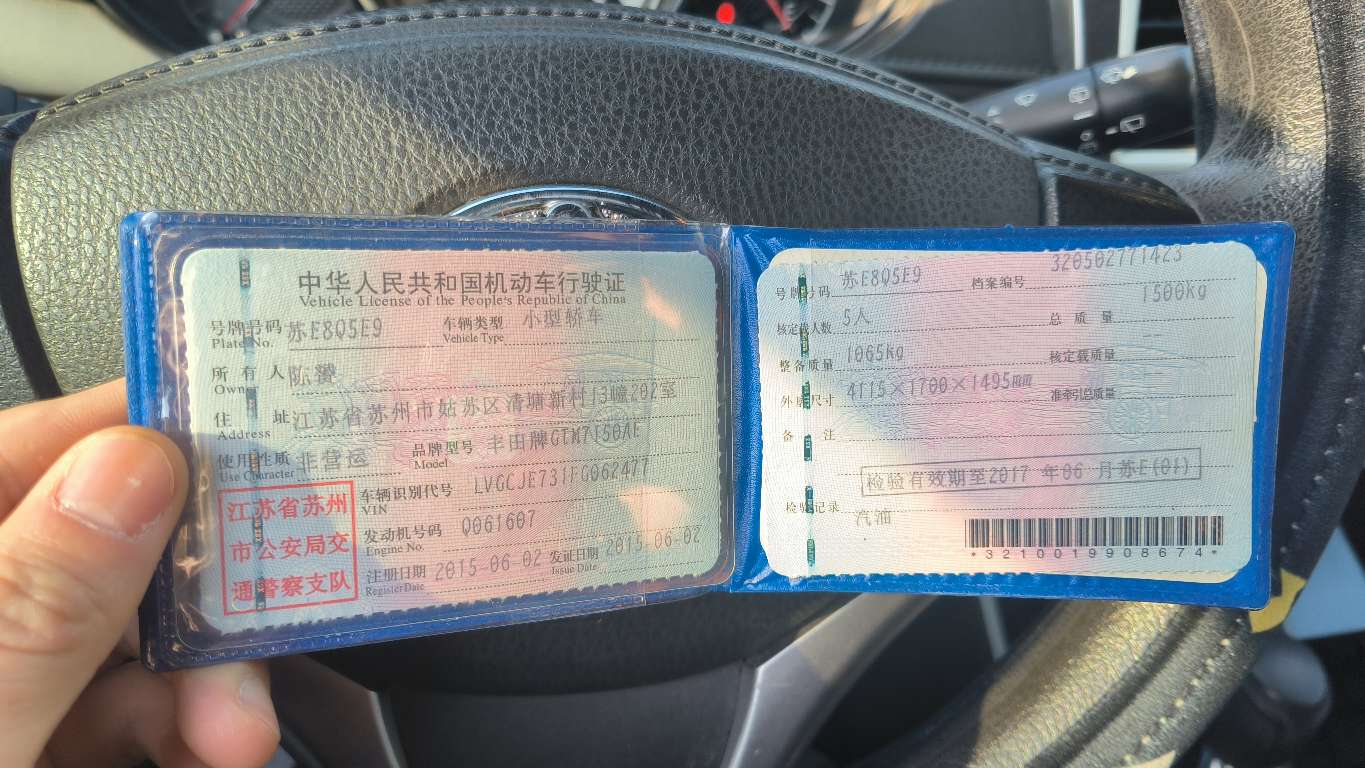 中华人民共和国机动车行驶证
Vehicle License of the People's Republic of China
号牌号码 苏E8Q5E9 车辆类型 小型轿车
Plate No. Vehicle Type
所有人 陈
Owner
住址 江苏省苏州市姑苏区清塘新村 202室
Address
使用性质 非营运 品牌型号 丰田牌GTM7150AE
Use Character Model
江苏省苏州
市公安局交
通警察支队
车辆识别代号 LVGCJE731FG062477
VIN
发动机号码 Q061607
Engine No.
注册日期 2015-06-02 发证日期 2015-06-02
Register Date Issue Date
号牌号码 苏E8Q5E9 档案编号 320502771423
核定载人数 5人 总质量 1500kg
整备质量 1065kg 核定载质量 --
外廓尺寸 4115×1700×1495mm 准牵引总质量 --
备注
检验有效期至2017 年06 月苏E(01)
检验记录
汽油
*3210019908674*